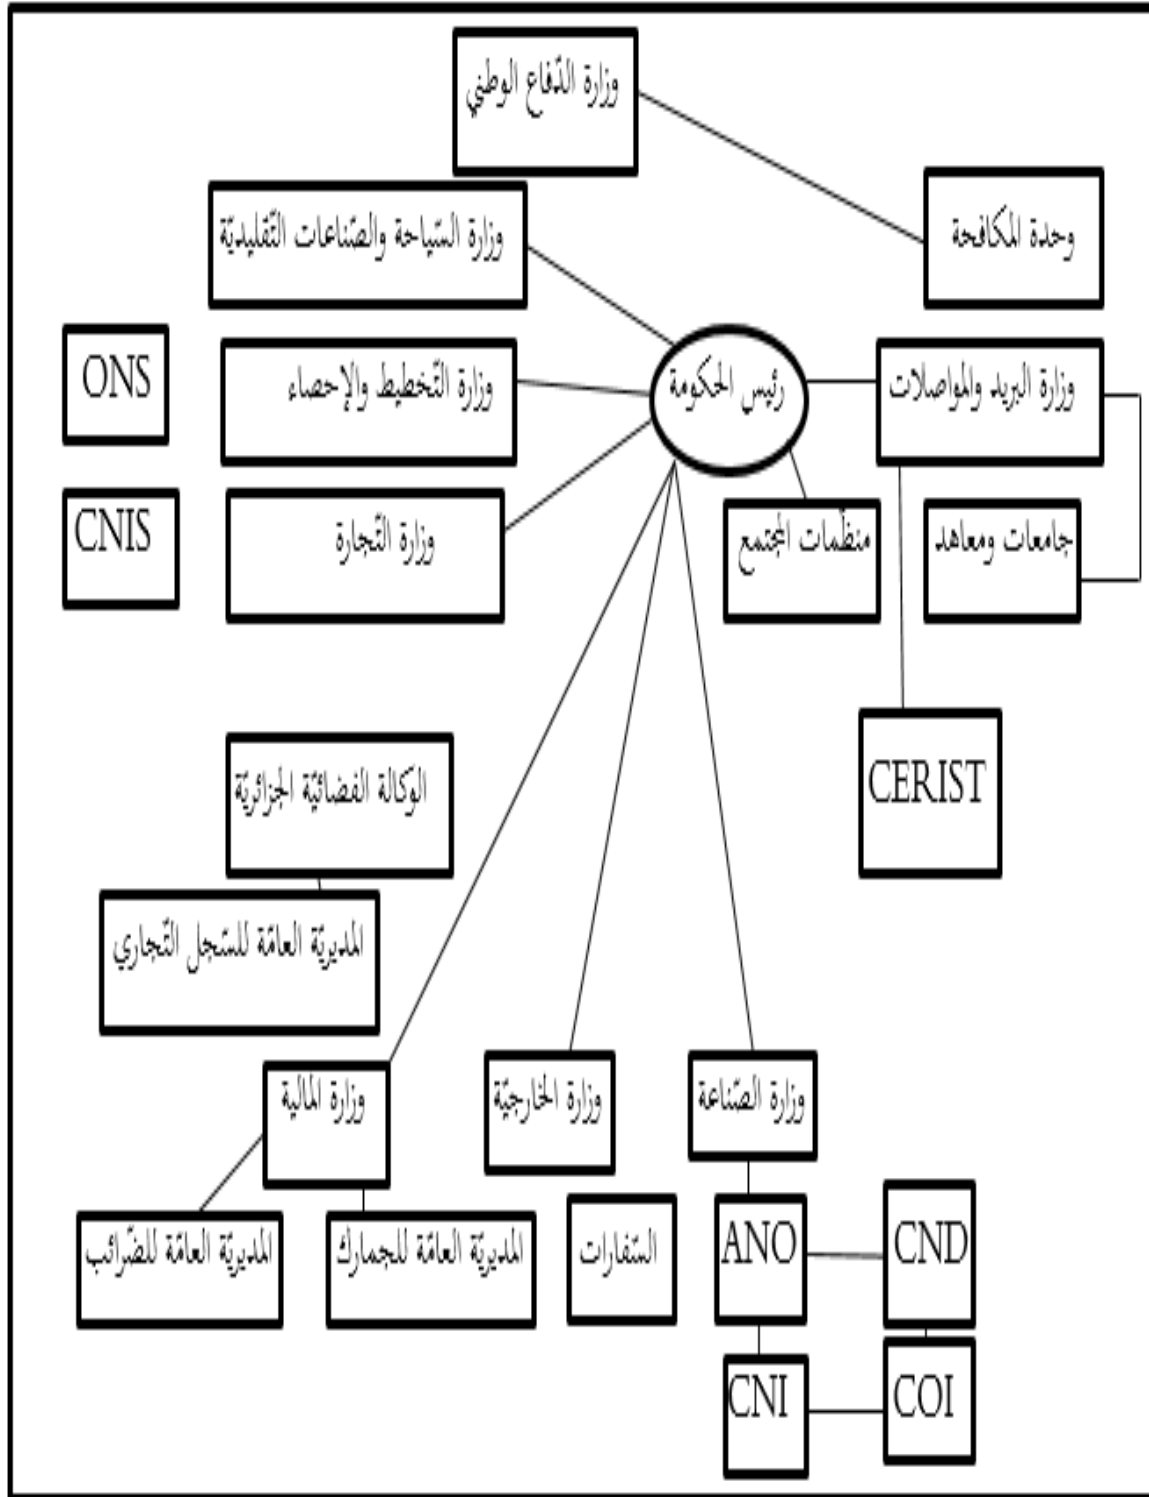 وزارة الدّفاع الوطني
وحدة المكافحة
وزارة السّياحة والصّناعات التّقليديّة
رئيس الحكومة
وزارة البريد والمواصلات
وزارة التّخطيط والإحصاء
ONS
منظّمات المجتمع
جامعات ومعاهد
وزارة التّجارة
CNIS
CERIST
الوكالة الفضائيّة الجزائريّة
المديريّة العامّة للسّجل التّجاري
وزارة الصّناعة
وزارة الخارجيّة
وزارة المالية
CND
ANO
السّفارات
المديريّة العامّة للجمارك
المديريّة العامّة للضّرائب
COI
CNI